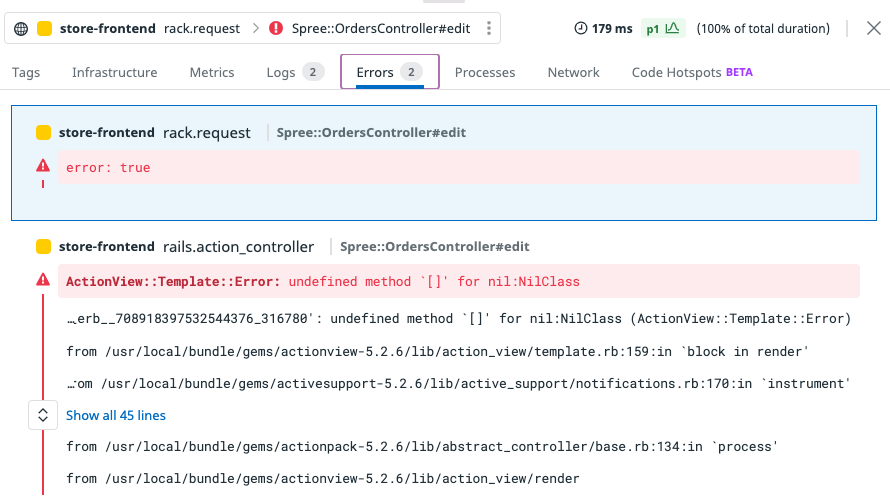 store-frontend rack.request > Spree::OrdersController#edit 179 ms p1 (100% of total duration)
Tags Infrastructure Metrics Logs 2 Errors 2 Processes Network Code Hotspots BETA
store-frontend rack.request Spree::OrdersController#edit
error: true
store-frontend rails.action_controller Spree::OrdersController#edit
ActionView::Template::Error: undefined method `[]' for nil:NilClass
…_erb__708918397532544376_316780': undefined method `[]' for nil:NilClass (ActionView::Template::Error)
from /usr/local/bundle/gems/actionview-5.2.6/lib/action_view/template.rb:159:in `block in render'
…rom /usr/local/bundle/gems/activesupport-5.2.6/lib/active_support/notifications.rb:170:in `instrument'
Show all 45 lines
from /usr/local/bundle/gems/actionpack-5.2.6/lib/abstract_controller/base.rb:134:in `process'
from /usr/local/bundle/gems/actionview-5.2.6/lib/action_view/render